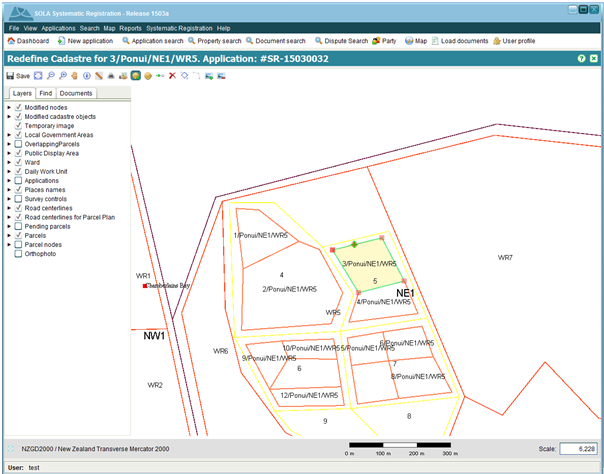 SOLA Systematic Registration - Release 1503a
File View Applications Search Map Reports Systematic Registration Help
Dashboard New application Application search Property search Document search Dispute Search Party Map Load documents User profile
Redefine Cadastre for 3/Ponui/NE1/WR5. Application: #SR-15030032
Save
Layers Find Documents
Modified nodes
Modified cadastre objects
Temporary image
Local Government Areas
OverlappingParcels
Public Display Area
Ward
Daily Work Unit
Applications
Places names
Survey controls
Road centerlines
Road centerlines for Parcel Plan
Pending parcels
Parcels
Parcel nodes
Orthophoto
1/Ponui/NE1/WR5
4
2/Ponui/NE1/WR5
3/Ponui/NE1/WR5
5
NE1
4/Ponui/NE1/WR5
WR5
WR7
WR1
Chamberlains Bay
NW1
WR2
WR6
10/Ponui/NE1/WR5
5/Ponui/NE1/WR5
6/Ponui/NE1/WR5
9/Ponui/NE1/WR5
6
7
8/Ponui/NE1/WR5
12/Ponui/NE1/WR5
9
8
NZGD2000 / New Zealand Transverse Mercator 2000
0 m 100 m 200 m 300 m
Scale: 6,228
User: test